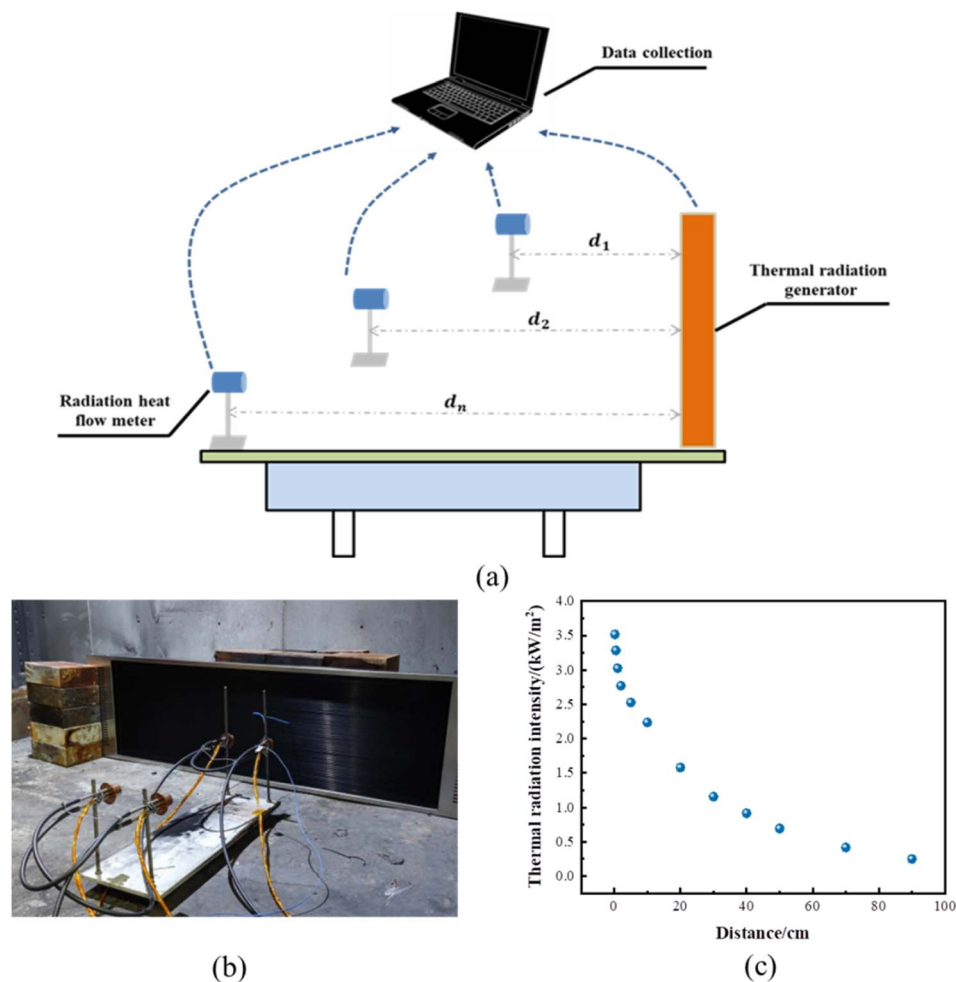 Data collection
d₁
Thermal radiation
generator
d₂
Radiation heat
flow meter
dₙ
(a)
Thermal radiation intensity/(kW/m²)
4.0
3.5
3.0
2.5
2.0
1.5
1.0
0.5
0.0
0 20 40 60 80 100
Distance/cm
(b)
(c)